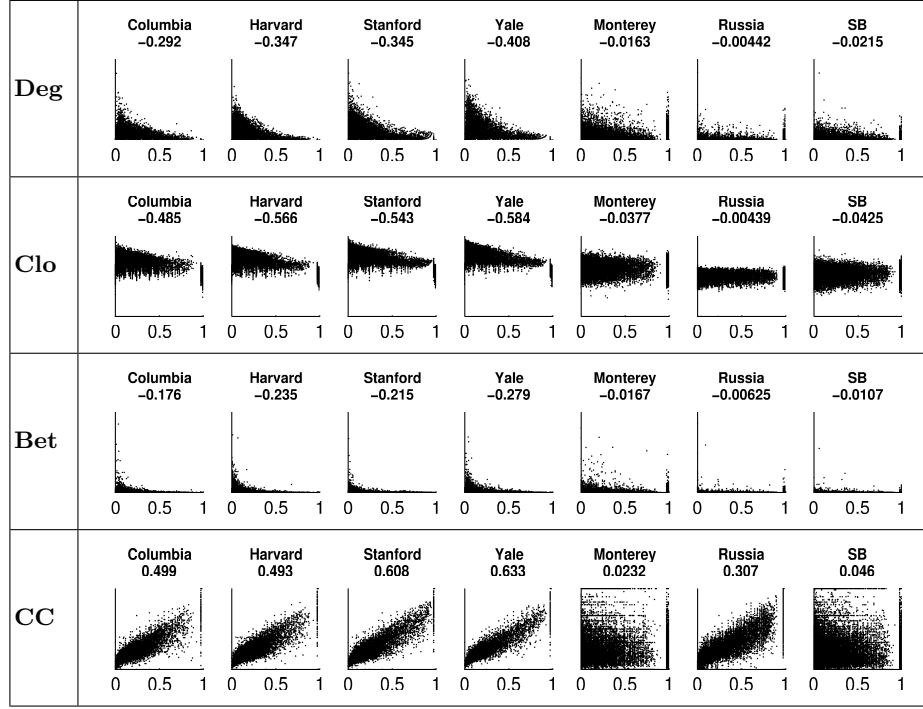 Deg
Columbia Harvard Stanford Yale Monterey Russia SB
−0.292 −0.347 −0.345 −0.408 −0.0163 −0.00442 −0.0215
0 0.5 1 0 0.5 1 0 0.5 1 0 0.5 1 0 0.5 1 0 0.5 1 0 0.5 1
Clo
Columbia Harvard Stanford Yale Monterey Russia SB
−0.485 −0.566 −0.543 −0.584 −0.0377 −0.00439 −0.0425
0 0.5 1 0 0.5 1 0 0.5 1 0 0.5 1 0 0.5 1 0 0.5 1 0 0.5 1
Bet
Columbia Harvard Stanford Yale Monterey Russia SB
−0.176 −0.235 −0.215 −0.279 −0.0167 −0.00625 −0.0107
0 0.5 1 0 0.5 1 0 0.5 1 0 0.5 1 0 0.5 1 0 0.5 1 0 0.5 1
CC
Columbia Harvard Stanford Yale Monterey Russia SB
0.499 0.493 0.608 0.633 0.0232 0.307 0.046
0 0.5 1 0 0.5 1 0 0.5 1 0 0.5 1 0 0.5 1 0 0.5 1 0 0.5 1